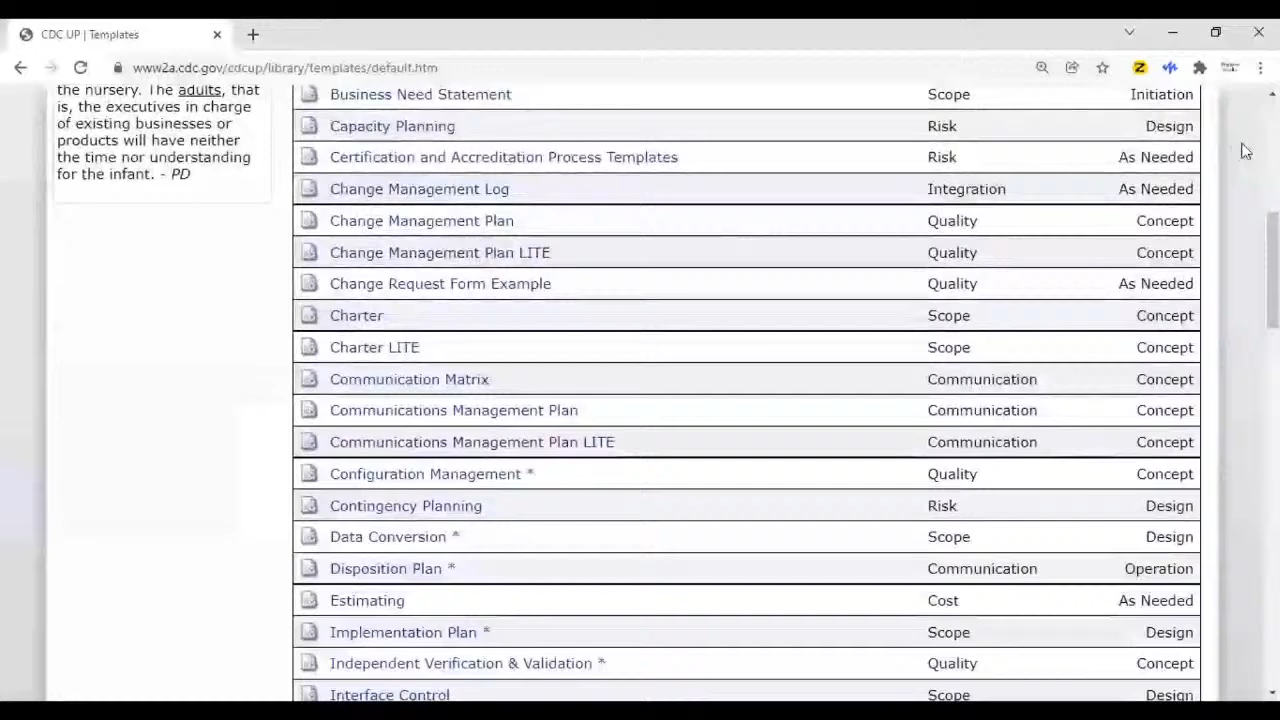 CDC UP | Templates
www2a.cdc.gov/cdcup/library/templates/default.htm
the nursery. The adults, that
is, the executives in charge
of existing businesses or
products will have neither
the time nor understanding
for the infant. - PD
Business Need Statement Scope Initiation
Capacity Planning Risk Design
Certification and Accreditation Process Templates Risk As Needed
Change Management Log Integration As Needed
Change Management Plan Quality Concept
Change Management Plan LITE Quality Concept
Change Request Form Example Quality As Needed
Charter Scope Concept
Charter LITE Scope Concept
Communication Matrix Communication Concept
Communications Management Plan Communication Concept
Communications Management Plan LITE Communication Concept
Configuration Management * Quality Concept
Contingency Planning Risk Design
Data Conversion * Scope Design
Disposition Plan * Communication Operation
Estimating Cost As Needed
Implementation Plan * Scope Design
Independent Verification & Validation * Quality Concept
Interface Control Scope Design